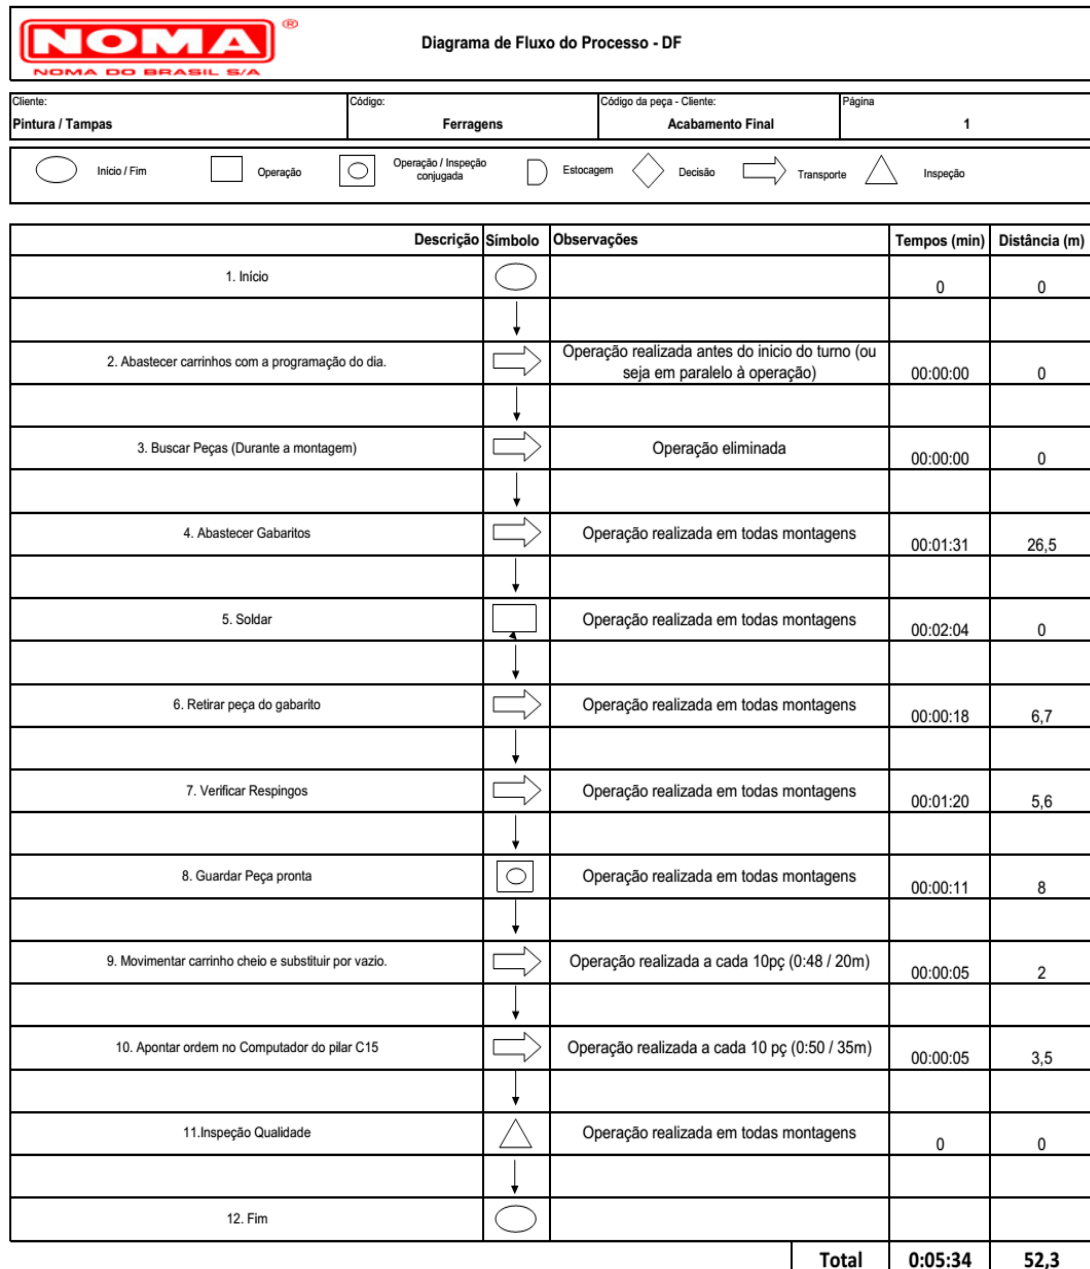 NOMA ®
NOMA DO BRASIL S/A
Diagrama de Fluxo do Processo - DF
Cliente: Código: Código da peça - Cliente: Página
Pintura / Tampas Ferragens Acabamento Final 1
Início / Fim Operação Operação / Inspeção conjugada Estocagem Decisão Transporte Inspeção
Descrição Símbolo Observações Tempos (min) Distância (m)
1. Início 0 0
2. Abastecer carrinhos com a programação do dia. Operação realizada antes do inicio do turno (ou
seja em paralelo à operação) 00:00:00 0
3. Buscar Peças (Durante a montagem) Operação eliminada 00:00:00 0
4. Abastecer Gabaritos Operação realizada em todas montagens 00:01:31 26,5
5. Soldar Operação realizada em todas montagens 00:02:04 0
6. Retirar peça do gabarito Operação realizada em todas montagens 00:00:18 6,7
7. Verificar Respingos Operação realizada em todas montagens 00:01:20 5,6
8. Guardar Peça pronta Operação realizada em todas montagens 00:00:11 8
9. Movimentar carrinho cheio e substituir por vazio. Operação realizada a cada 10pç (0:48 / 20m) 00:00:05 2
10. Apontar ordem no Computador do pilar C15 Operação realizada a cada 10 pç (0:50 / 35m) 00:00:05 3,5
11.Inspeção Qualidade Operação realizada em todas montagens 0 0
12. Fim
Total 0:05:34 52,3